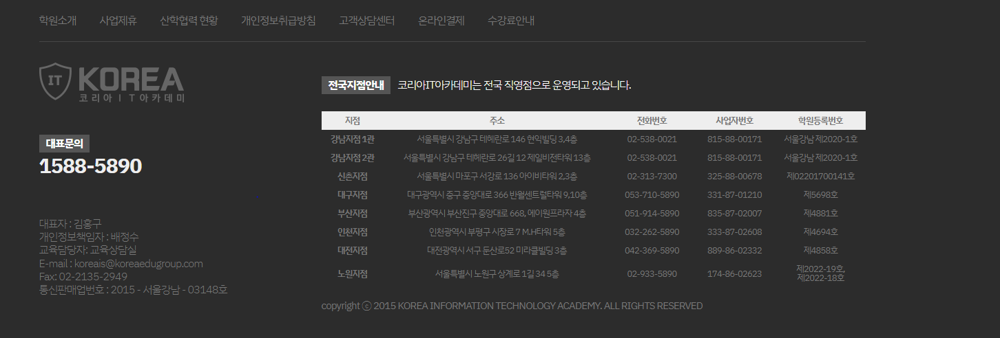 학원소개 사업제휴 산학협력 현황 개인정보취급방침 고객상담센터 온라인결제 수강료안내
IT KOREA
코리아IT아카데미
대표문의
1588-5890
대표자 : 김홍구
개인정보책임자 : 배정수
교육담당자: 교육상담실
E-mail : koreais@koreaedugroup.com
Fax: 02-2135-2949
통신판매업번호 : 2015 - 서울강남 - 03148호
전국지점안내 코리아IT아카데미는 전국 직영점으로 운영되고 있습니다.
지점 주소 전화번호 사업자번호 학원등록번호
강남지점 1관 서울특별시 강남구 테헤란로 146 현익빌딩 3,4층 02-538-0021 815-88-00171 서울강남 제2020-1호
강남지점 2관 서울특별시 강남구 테헤란로 26길 12 제일비전타워 13층 02-538-0021 815-88-00171 서울강남 제2020-1호
신촌지점 서울특별시 마포구 서강로 136 아이비타워 2,3층 02-313-7300 325-88-00678 제02201700141호
대구지점 대구광역시 중구 중앙대로 366 반월센트럴타워 9,10층 053-710-5890 331-87-01210 제5698호
부산지점 부산광역시 부산진구 중앙대로 668, 에이원프라자 4층 051-914-5890 835-87-02007 제4881호
인천지점 인천광역시 부평구 시장로 7 M.H타워 5층 032-262-5890 333-87-02608 제4694호
대전지점 대전광역시 서구 둔산로52 미라클빌딩 3층 042-369-5890 889-86-02332 제4858호
노원지점 서울특별시 노원구 상계로 1길 34 5층 02-933-5890 174-86-02623 제2022-19호,
제2022-18호
copyright ⓒ 2015 KOREA INFORMATION TECHNOLOGY ACADEMY. ALL RIGHTS RESERVED